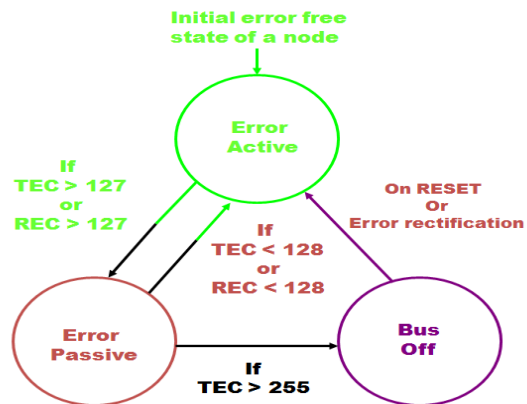 Initial error free
state of a node
Error
Active
If
TEC > 127
or
REC > 127
On RESET
Or
Error rectification
If
TEC < 128
or
REC < 128
Error
Passive
Bus
Off
If
TEC > 255